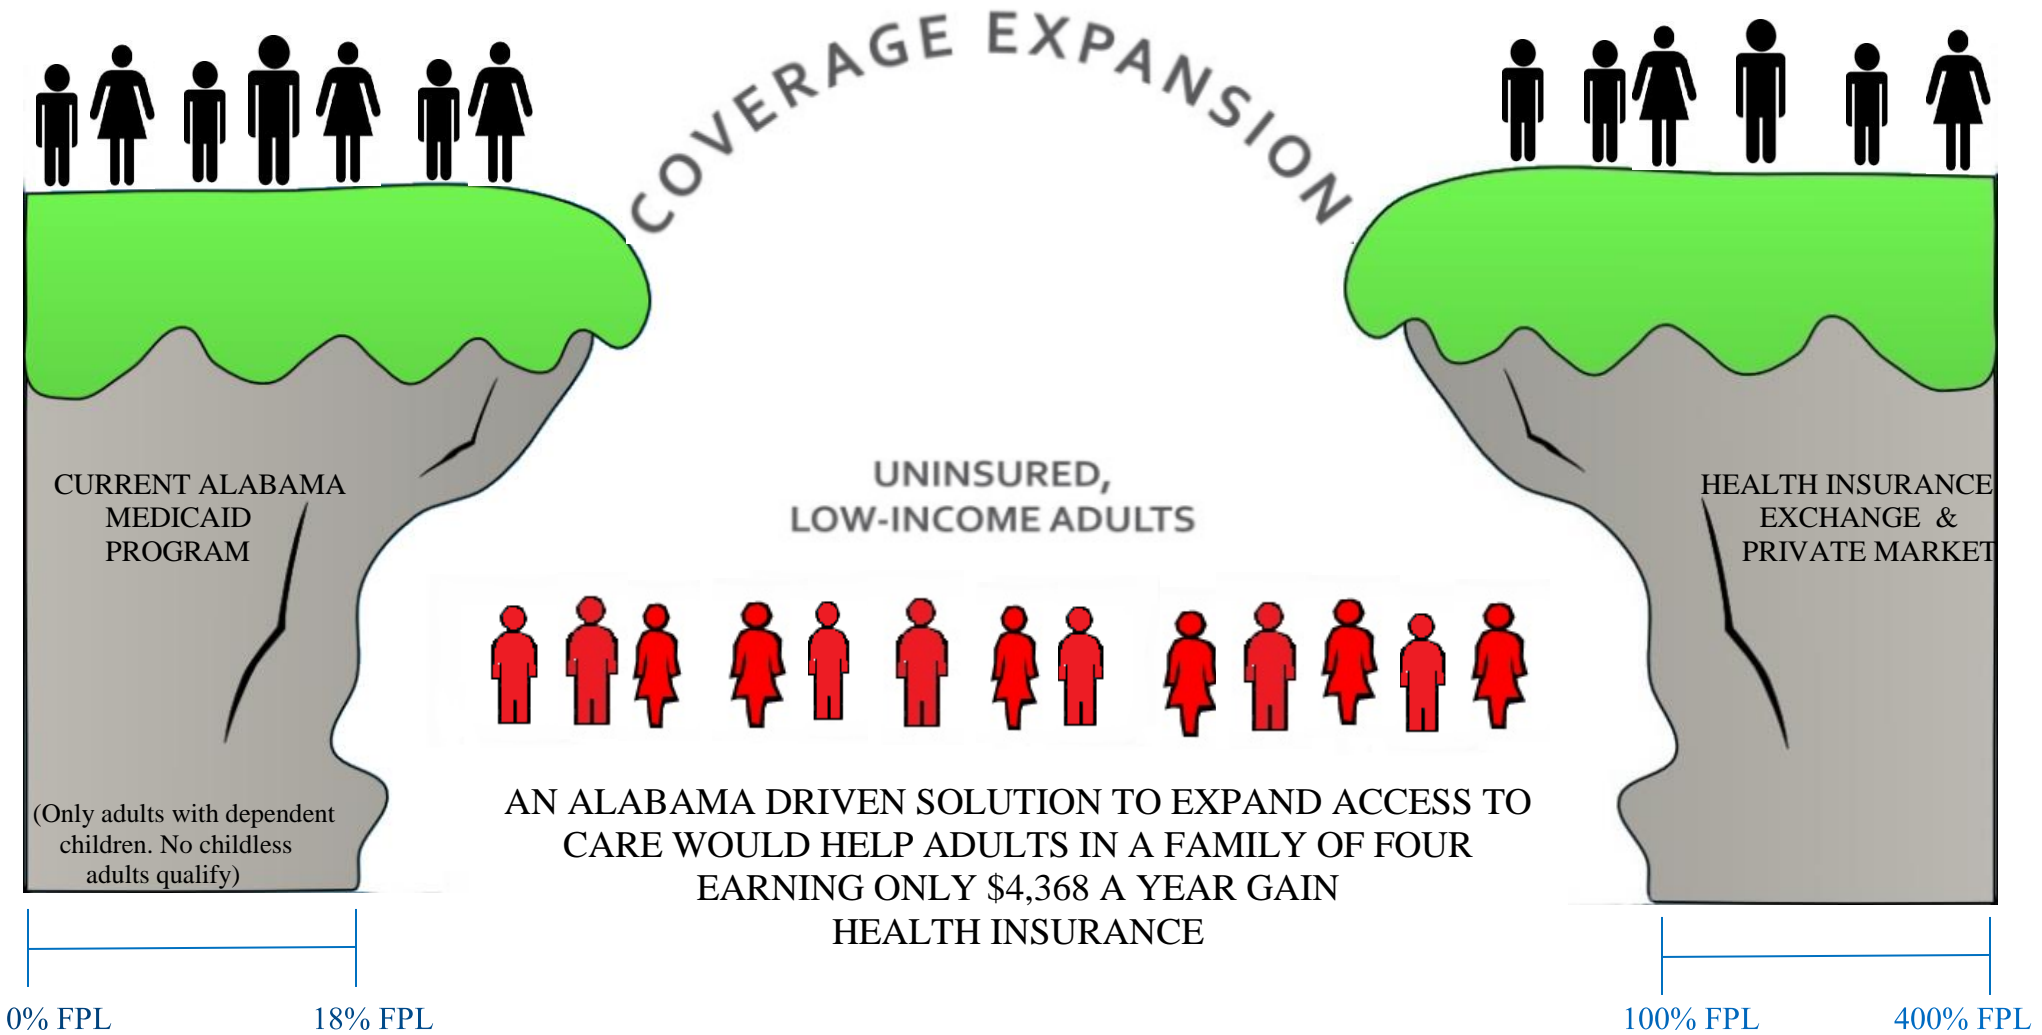 COVERAGE EXPANSION
UNINSURED,
LOW-INCOME ADULTS
CURRENT ALABAMA
MEDICAID
PROGRAM
HEALTH INSURANCE
EXCHANGE &
PRIVATE MARKET
(Only adults with dependent
children. No childless
adults qualify)
AN ALABAMA DRIVEN SOLUTION TO EXPAND ACCESS TO
CARE WOULD HELP ADULTS IN A FAMILY OF FOUR
EARNING ONLY $4,368 A YEAR GAIN
HEALTH INSURANCE
0% FPL
18% FPL
100% FPL
400% FPL